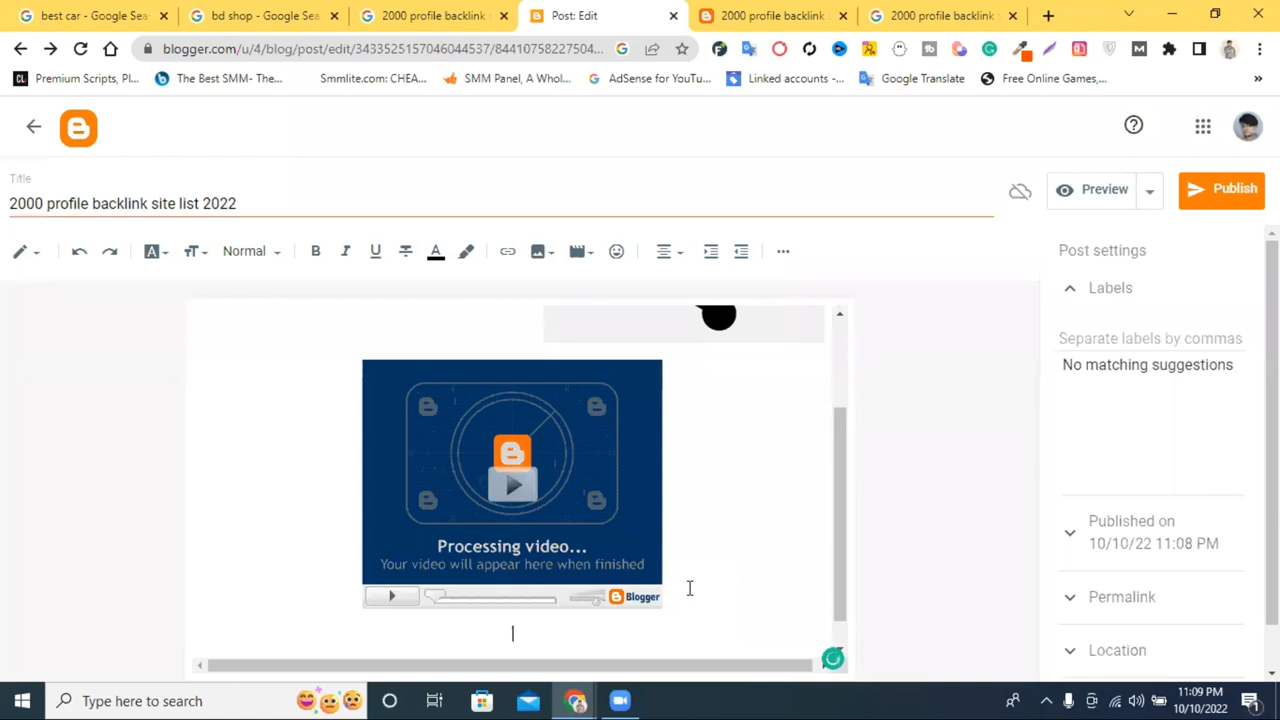 best car - Google Sea
bd shop - Google Sea
2000 profile backlink
Post: Edit
2000 profile backlink
2000 profile backlink s
blogger.com/u/4/blog/post/edit/3433525157046044537/84410758227504...
Premium Scripts, Pl...
The Best SMM- The...
Smmlite.com: CHEA...
SMM Panel, A Whol...
AdSense for YouTu...
Linked accounts -...
Google Translate
Free Online Games,...
Title
2000 profile backlink site list 2022
Preview
Publish
Normal
Post settings
Labels
Separate labels by commas
No matching suggestions
Processing video...
Your video will appear here when finished
Blogger
Published on
10/10/22 11:08 PM
Permalink
Location
Type here to search
11:09 PM
10/10/2022